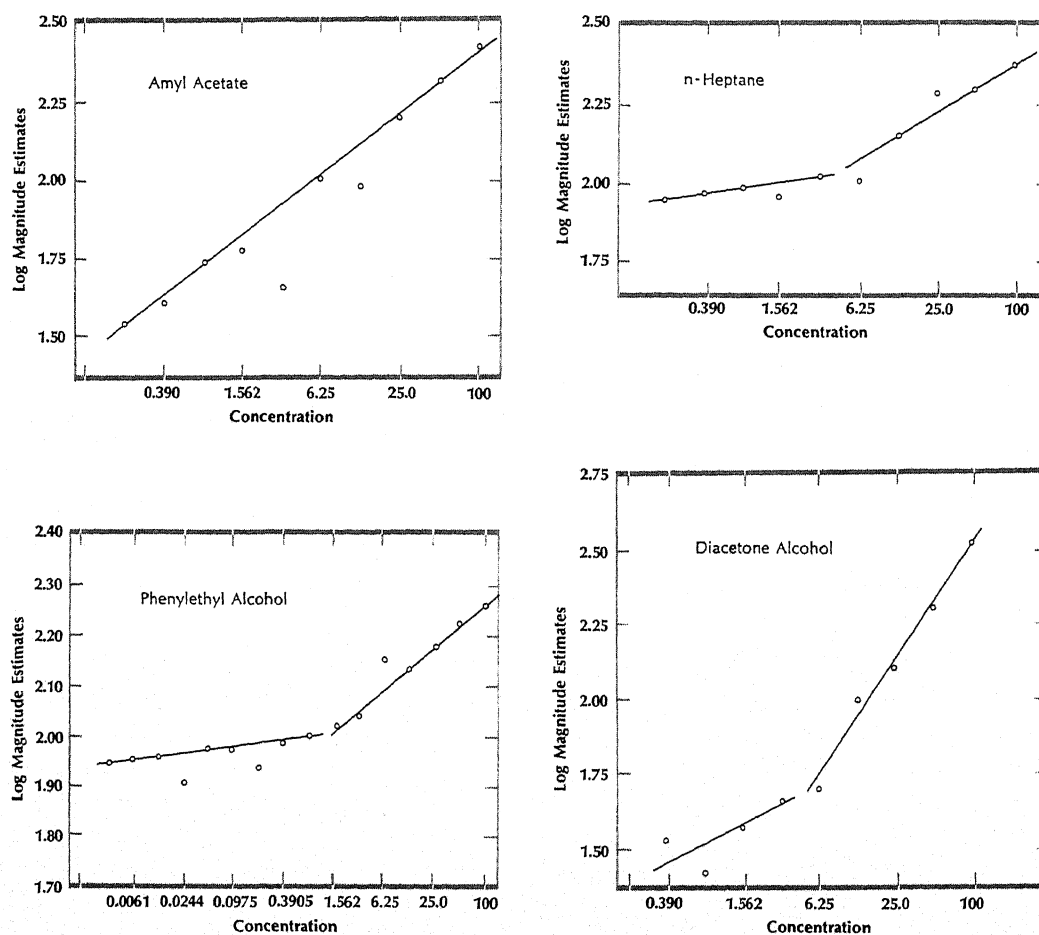 2.50
2.25
2.00
1.75
1.50
Log Magnitude Estimates
Amyl Acetate
0.390 1.562 6.25 25.0 100
Concentration
2.50
2.25
2.00
1.75
Log Magnitude Estimates
n-Heptane
0.390 1.562 6.25 25.0 100
Concentration
2.40
2.30
2.20
2.10
2.00
1.90
1.80
1.70
Log Magnitude Estimates
Phenylethyl Alcohol
0.0061 0.0244 0.0975 0.3905 1.562 6.25 25.0 100
Concentration
2.75
2.50
2.25
2.00
1.75
1.50
Log Magnitude Estimates
Diacetone Alcohol
0.390 1.562 6.25 25.0 100
Concentration